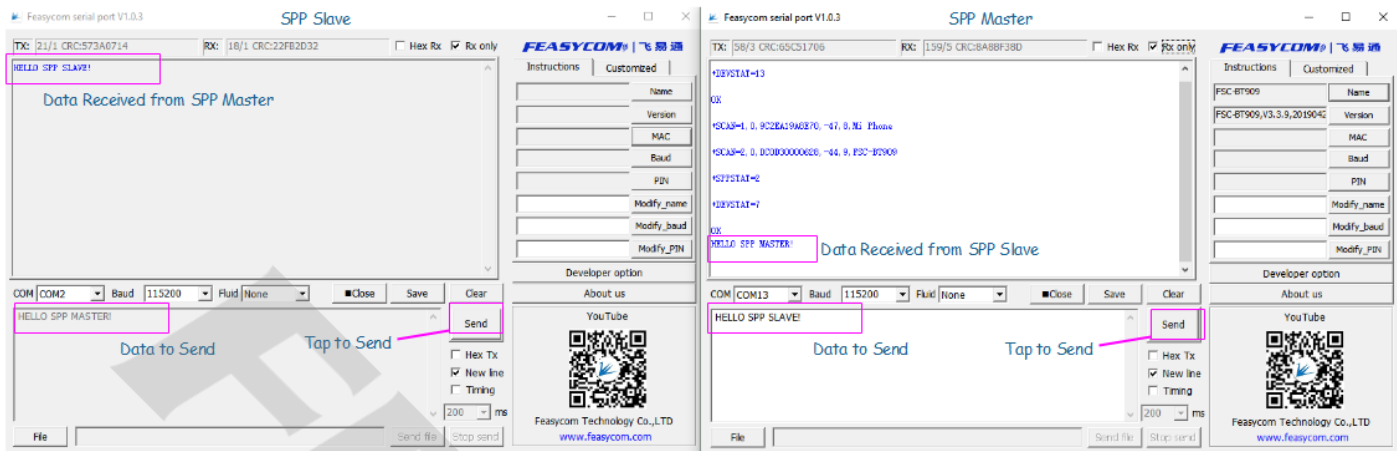 Feasycom serial port V1.0.3
SPP Slave
TX: 21/1 CRC:573A0714
RX: 18/1 CRC:22FB2D32
Hex Rx
Rx only
FEASYCOM® | 飞易通
HELLO SPP SLAVE!
Data Received from SPP Master
Instructions
Customized
Name
Version
MAC
Baud
PIN
Modify_name
Modify_baud
Modify_PIN
Developer option
COM COM2 Baud 115200 Fluid None ■Close Save Clear
About us
HELLO SPP MASTER!
Data to Send
Tap to Send
Send
Hex Tx
New line
Timing
200 ms
YouTube
Feasycom Technology Co.,LTD
www.feasycom.com
File
Send file
Stop send
Feasycom serial port V1.0.3
SPP Master
TX: 58/3 CRC:65C51706
RX: 159/5 CRC:8A8BF38D
Hex Rx
Rx only
FEASYCOM® | 飞易通
+DEVSTAT=13
OK
+SCAN=1,0,9C2EA19A8E70,-47,8,Mi Phone
+SCAN=2,0,DC0D30000628,-44,9,FSC-BT909
+SPPSTAT=2
+DEVSTAT=7
OK
HELLO SPP MASTER!
Data Received from SPP Slave
Instructions
Customized
FSC-BT909 Name
FSC-BT909,V3.3.9,2019042 Version
MAC
Baud
PIN
Modify_name
Modify_baud
Modify_PIN
Developer option
COM COM13 Baud 115200 Fluid None ■Close Save Clear
About us
HELLO SPP SLAVE!
Data to Send
Tap to Send
Send
Hex Tx
New line
Timing
200 ms
YouTube
Feasycom Technology Co.,LTD
www.feasycom.com
File
Send file
Stop send